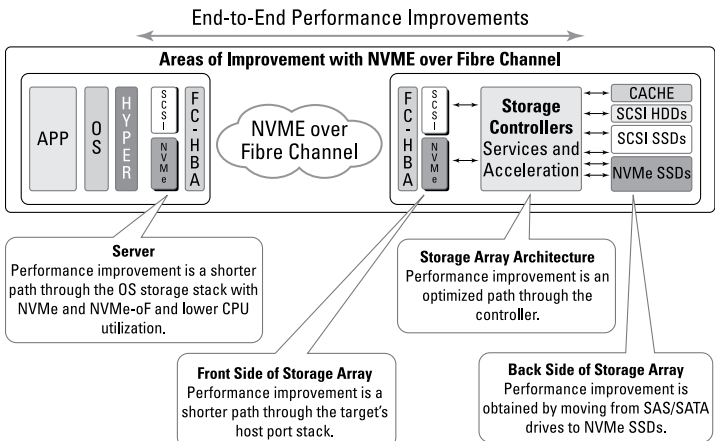 End-to-End Performance Improvements
Areas of Improvement with NVME over Fibre Channel
APP
OS
HYPER
SCSI
NVMe
FC-HBA
NVME over
Fibre Channel
FC-HBA
SCSI
NVMe
Storage
Controllers
Services and
Acceleration
CACHE
SCSI HDDs
SCSI SSDs
NVMe SSDs
Server
Performance improvement is a shorter
path through the OS storage stack with
NVMe and NVMe-oF and lower CPU
utilization.
Storage Array Architecture
Performance improvement is an
optimized path through the
controller.
Front Side of Storage Array
Performance improvement is a
shorter path through the target's
host port stack.
Back Side of Storage Array
Performance improvement is
obtained by moving from SAS/SATA
drives to NVMe SSDs.